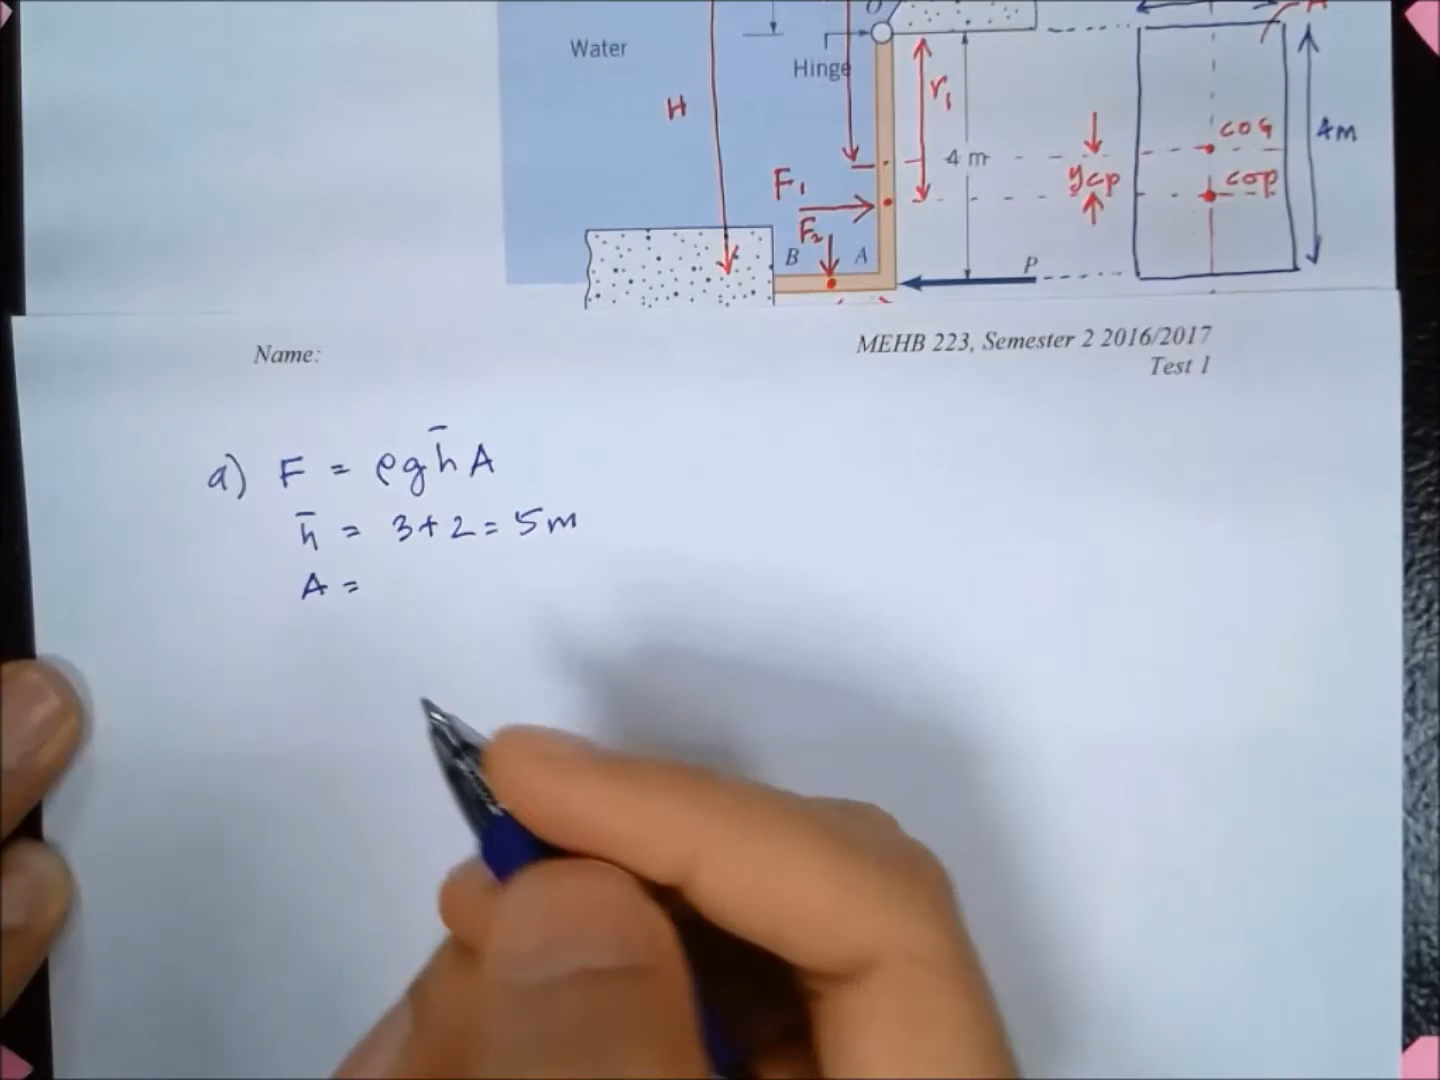 O
Water
Hinge
H
r₁
4 m
ycp
COG
COP
4m
F₁
F₂
B
A
P
Name:
MEHB 223, Semester 2 2016/2017
Test 1
a) F = ρgh̄A
h̄ = 3+2 = 5m
A =